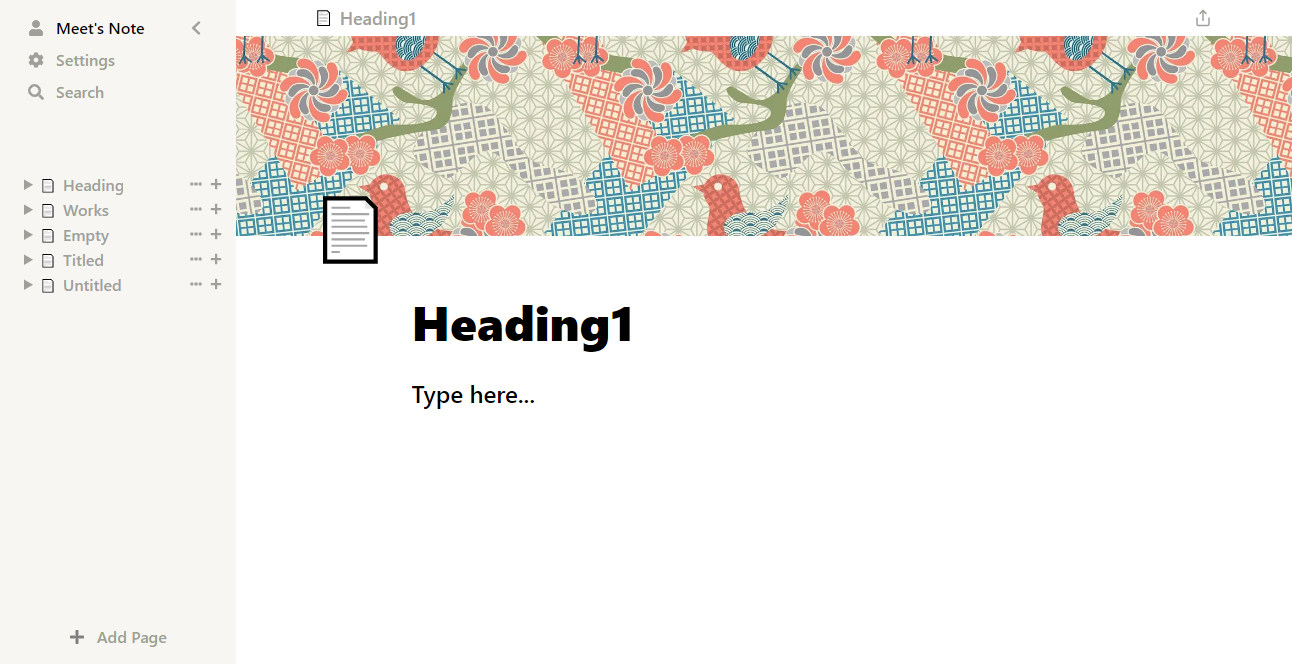 Meet's Note
Settings
Search
Heading
Works
Empty
Titled
Untitled
Add Page
Heading1
Heading1
Type here...